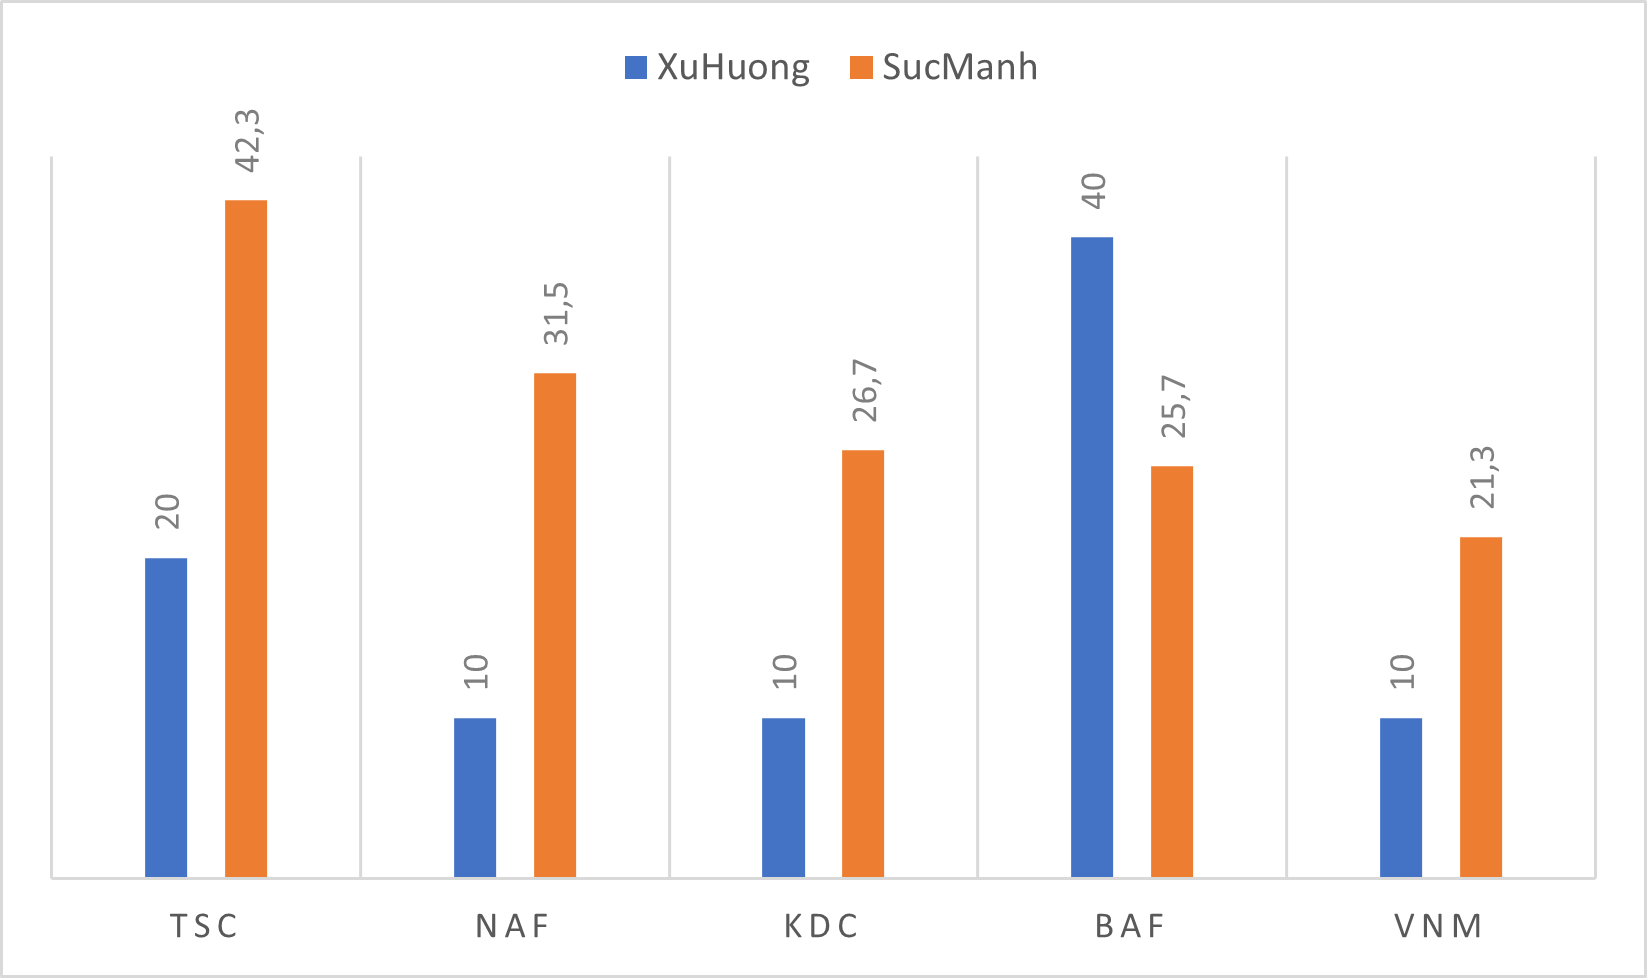 XuHuong SucManh
20 42,3 10 31,5 10 26,7 40 25,7 10 21,3
TSC NAF KDC BAF VNM